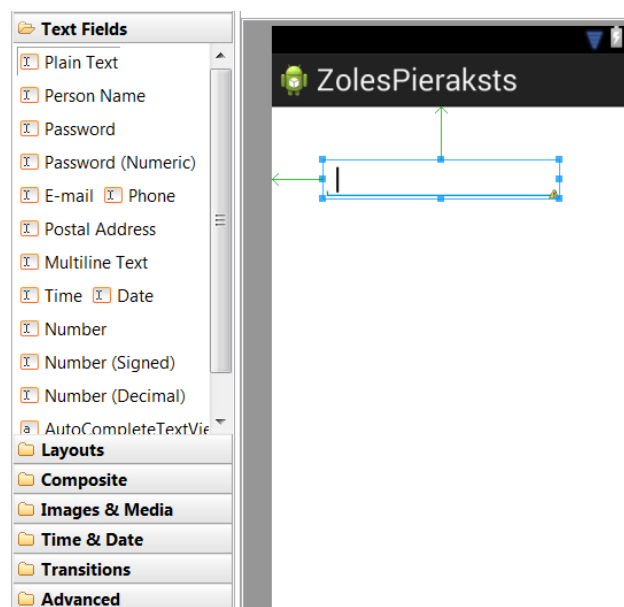 Text Fields
Plain Text
Person Name
Password
Password (Numeric)
E-mail Phone
Postal Address
Multiline Text
Time Date
Number
Number (Signed)
Number (Decimal)
AutoCompleteTextVie
Layouts
Composite
Images & Media
Time & Date
Transitions
Advanced
ZolesPieraksts